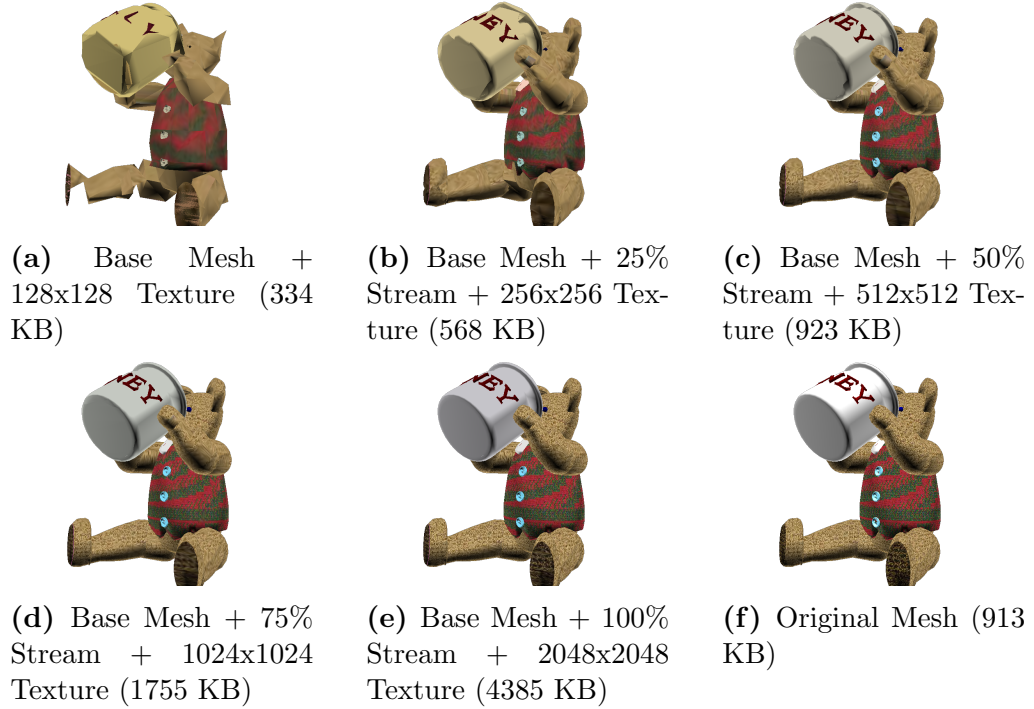 NEY
NEY
(a) Base Mesh +
128x128 Texture (334
KB)
(b) Base Mesh + 25%
Stream + 256x256 Tex-
ture (568 KB)
(c) Base Mesh + 50%
Stream + 512x512 Tex-
ture (923 KB)
NEY
NEY
NEY
(d) Base Mesh + 75%
Stream + 1024x1024
Texture (1755 KB)
(e) Base Mesh + 100%
Stream + 2048x2048
Texture (4385 KB)
(f) Original Mesh (913
KB)